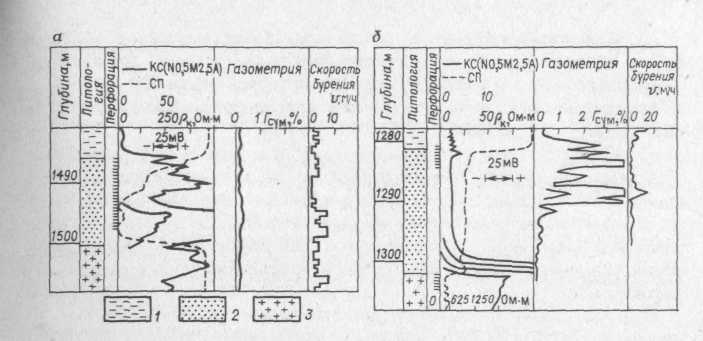 а
Глубина, м
Литоло-
гия
Перфорация
КС(N0,5M2,5A)
СП
0 50
0 250 ρк, Ом-м
25мВ
- +
Газометрия
0 1 Гсум, %
Скорость
бурения
v, м/ч
0 10
1490
1500
б
Глубина, м
Литология
Перфорация
КС(N0,5M2,5A)
СП
0 10
0 50 ρк, Ом-м
25мВ
- +
Газометрия
0 1 2 Гсум, %
Скорость
бурения
v, м/ч
0 20
1280
1290
1300
0 625 1250 Ом-м
1 2 3